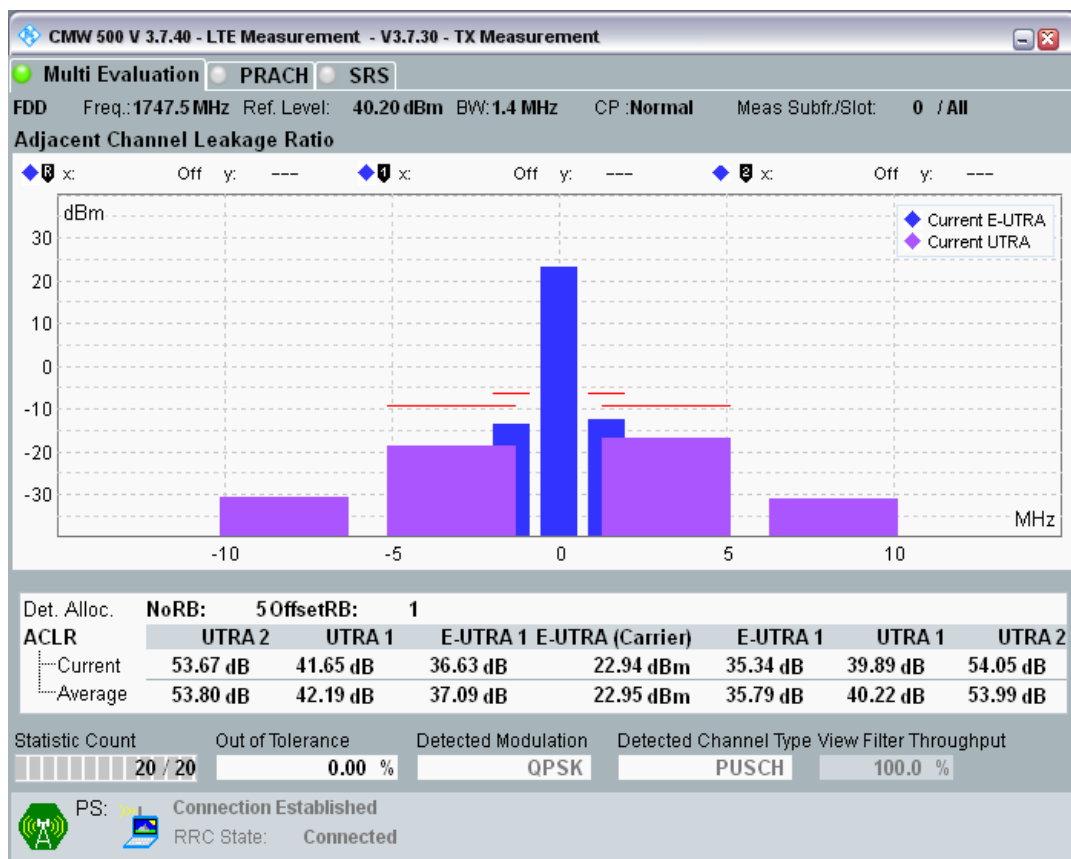 CMW 500 V 3.7.40 - LTE Measurement - V3.7.30 - TX Measurement
Multi Evaluation PRACH SRS
FDD Freq.: 1747.5 MHz Ref. Level: 40.20 dBm BW: 1.4 MHz CP :Normal Meas Subfr./Slot: 0 / All
Adjacent Channel Leakage Ratio
R x: Off y: --- 1 x: Off y: --- 2 x: Off y: ---
dBm
Current E-UTRA
Current UTRA
30
20
10
0
-10
-20
-30
MHz
-10 -5 0 5 10
Det. Alloc. NoRB: 5 OffsetRB: 1
ACLR UTRA 2 UTRA 1 E-UTRA 1 E-UTRA (Carrier) E-UTRA 1 UTRA 1 UTRA 2
Current 53.67 dB 41.65 dB 36.63 dB 22.94 dBm 35.34 dB 39.89 dB 54.05 dB
Average 53.80 dB 42.19 dB 37.09 dB 22.95 dBm 35.79 dB 40.22 dB 53.99 dB
Statistic Count Out of Tolerance Detected Modulation Detected Channel Type View Filter Throughput
20 / 20 0.00 % QPSK PUSCH 100.0 %
PS: Connection Established
RRC State: Connected